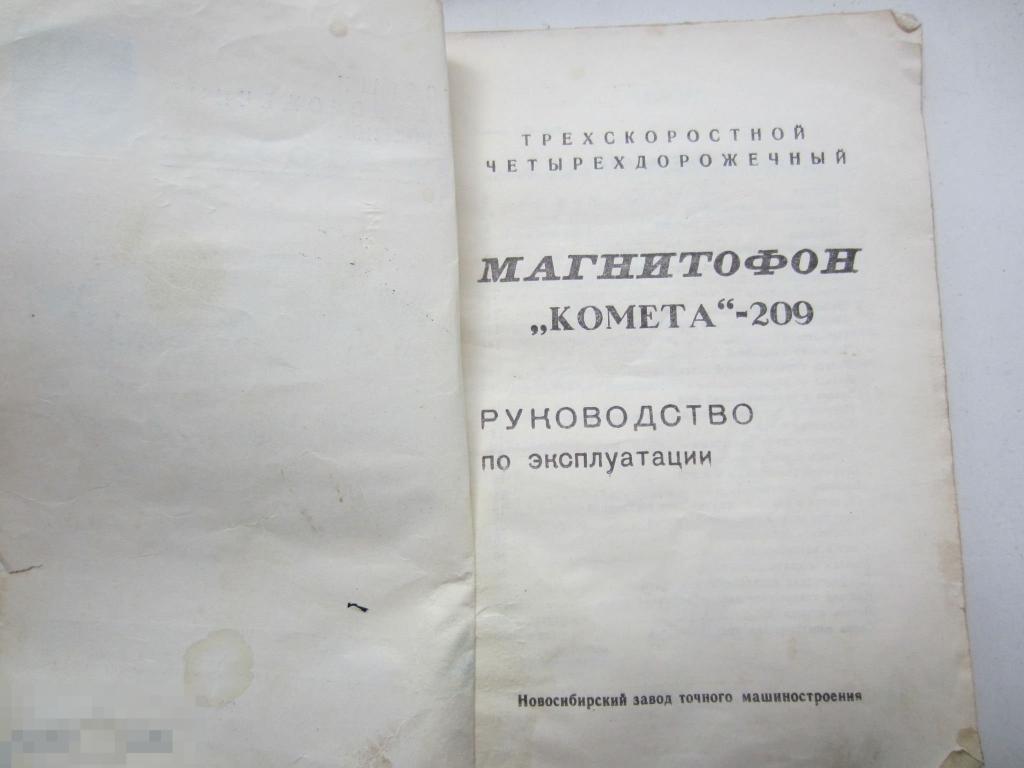 ТРЕХСКОРОСТНОЙ
ЧЕТЫРЕХДОРОЖЕЧНЫЙ
МАГНИТОФОН
„КОМЕТА“-209
РУКОВОДСТВО
по эксплуатации
Новосибирский завод точного машиностроения